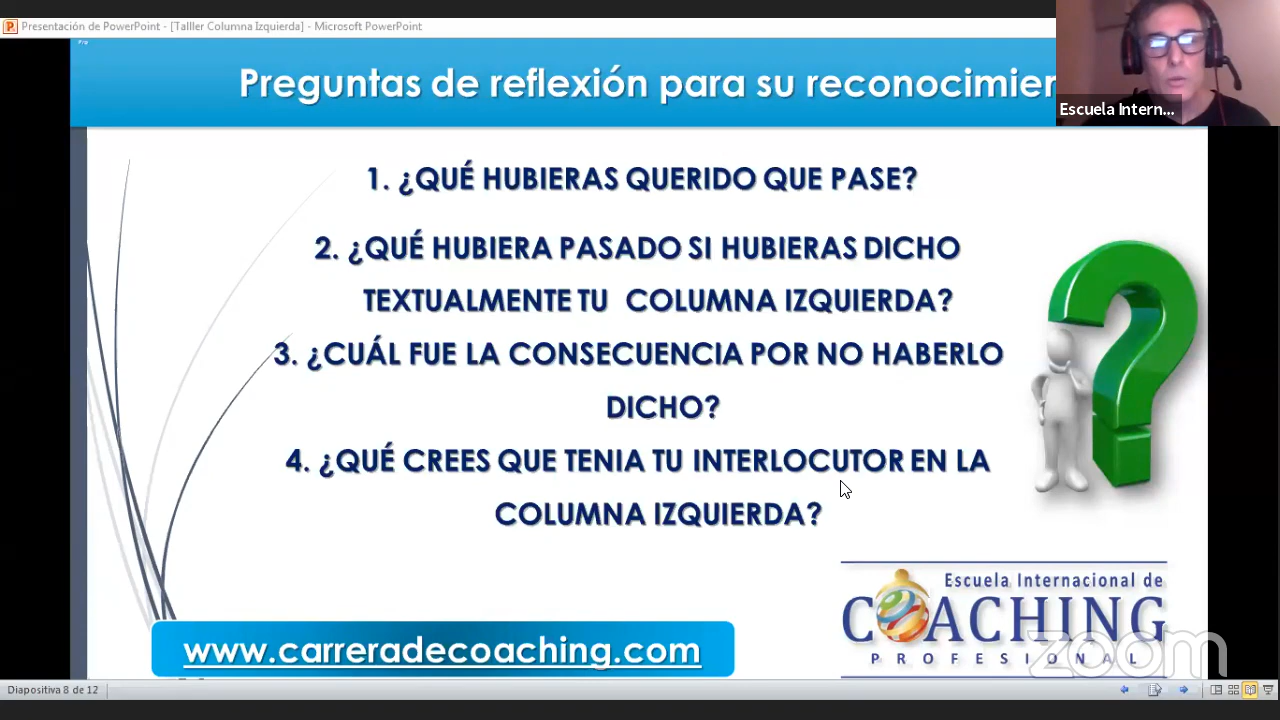 Presentación de PowerPoint - [Talller Columna Izquierda] - Microsoft PowerPoint
Pre
Preguntas de reflexión para su reconocimien
Escuela Intern...
1. ¿QUÉ HUBIERAS QUERIDO QUE PASE?
2. ¿QUÉ HUBIERA PASADO SI HUBIERAS DICHO
TEXTUALMENTE TU COLUMNA IZQUIERDA?
3. ¿CUÁL FUE LA CONSECUENCIA POR NO HABERLO
DICHO?
4. ¿QUÉ CREES QUE TENIA TU INTERLOCUTOR EN LA
COLUMNA IZQUIERDA?
Escuela Internacional de
COACHING
PROFESIONAL
zoom
www.carreradecoaching.com
Diapositiva 8 de 12